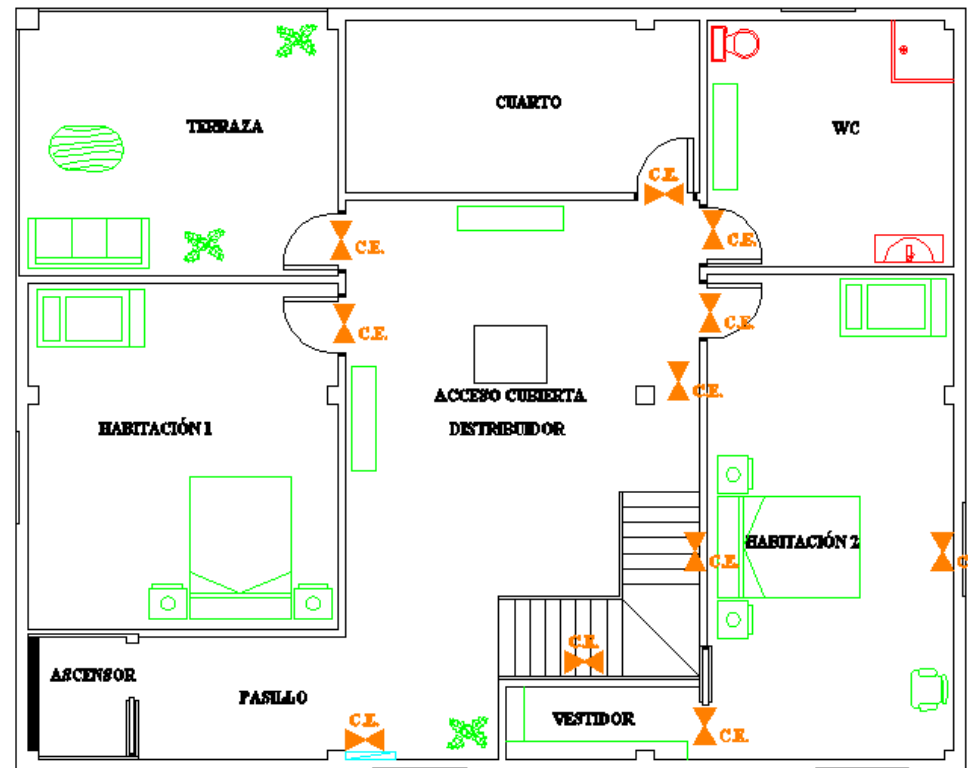 CUARTO
TERRAZA
WC
C.E.
C.E.
C.E.
C.E.
C.E.
ACCESO CUBIERTA
C.E.
DISTRIBUIDOR
HABITACIÓN 1
HABITACIÓN 2
C.E.
C
C.E.
ASCENSOR
PASILLO
VESTIDOR
C.E.
C.E.